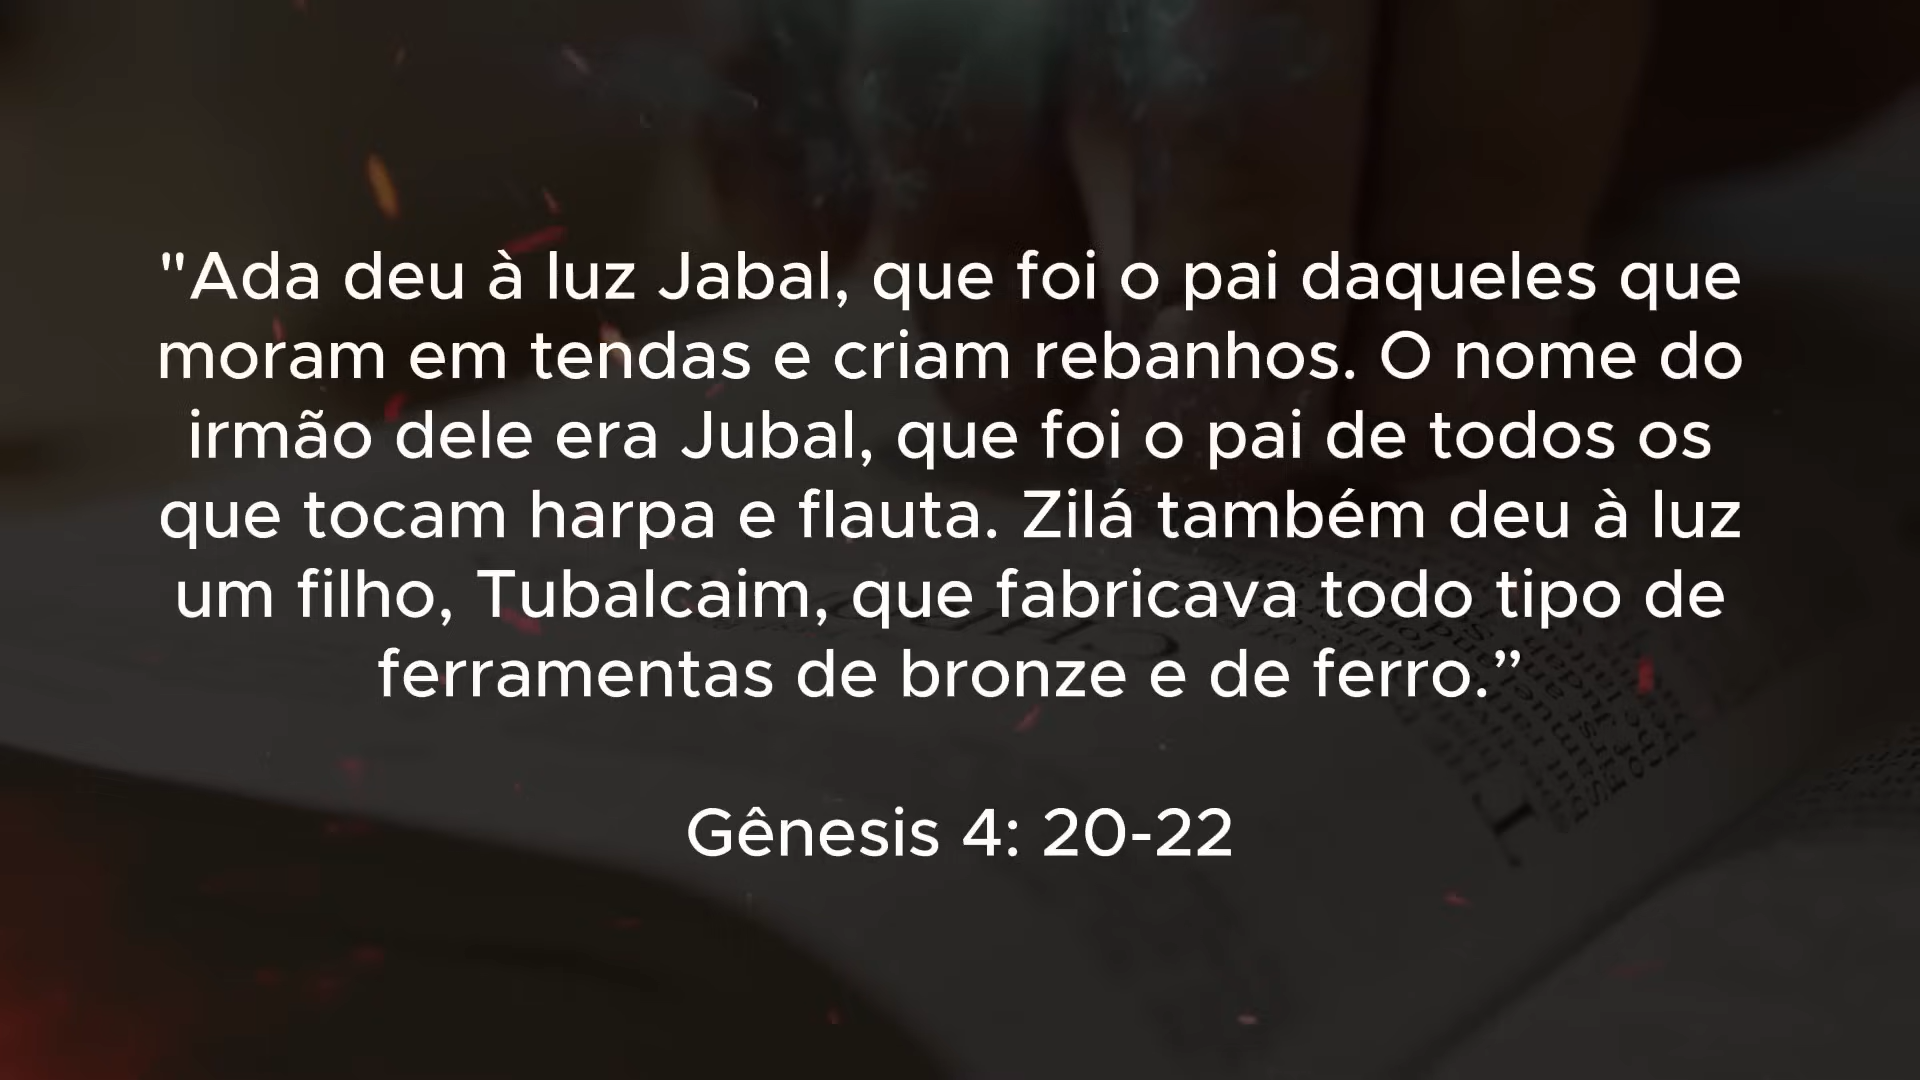 "Ada deu à luz Jabal, que foi o pai daqueles que
moram em tendas e criam rebanhos. O nome do
irmão dele era Jubal, que foi o pai de todos os
que tocam harpa e flauta. Zilá também deu à luz
um filho, Tubalcaim, que fabricava todo tipo de
ferramentas de bronze e de ferro.”
Gênesis 4: 20-22